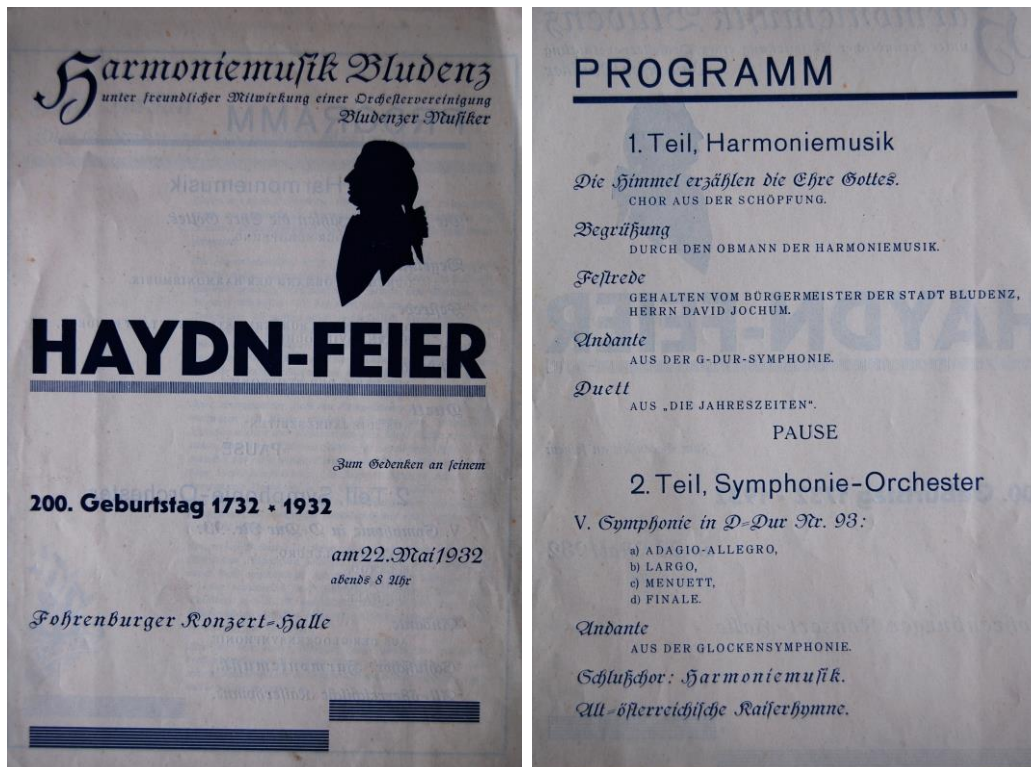 Harmoniemusik Bludenz
unter freundlicher Mitwirkung einer Orchestervereinigung
Bludenzer Musiker
HAYDN-FEIER
Zum Gedenken an seinem
200. Geburtstag 1732 * 1932
am 22. Mai 1932
abends 8 Uhr
Fohrenburger Konzert-Halle
PROGRAMM
1. Teil, Harmoniemusik
Die Himmel erzählen die Ehre Gottes.
CHOR AUS DER SCHÖPFUNG.
Begrüßung
DURCH DEN OBMANN DER HARMONIEMUSIK.
Festrede
GEHALTEN VOM BÜRGERMEISTER DER STADT BLUDENZ,
HERRN DAVID JOCHUM.
Andante
AUS DER G-DUR-SYMPHONIE.
Duett
AUS „DIE JAHRESZEITEN“.
PAUSE
2. Teil, Symphonie-Orchester
V. Symphonie in D-Dur Nr. 93:
a) ADAGIO-ALLEGRO,
b) LARGO,
c) MENUETT,
d) FINALE.
Andante
AUS DER GLOCKENSYMPHONIE.
Schlußchor: Harmoniemusik.
Alt-österreichische Kaiserhymne.